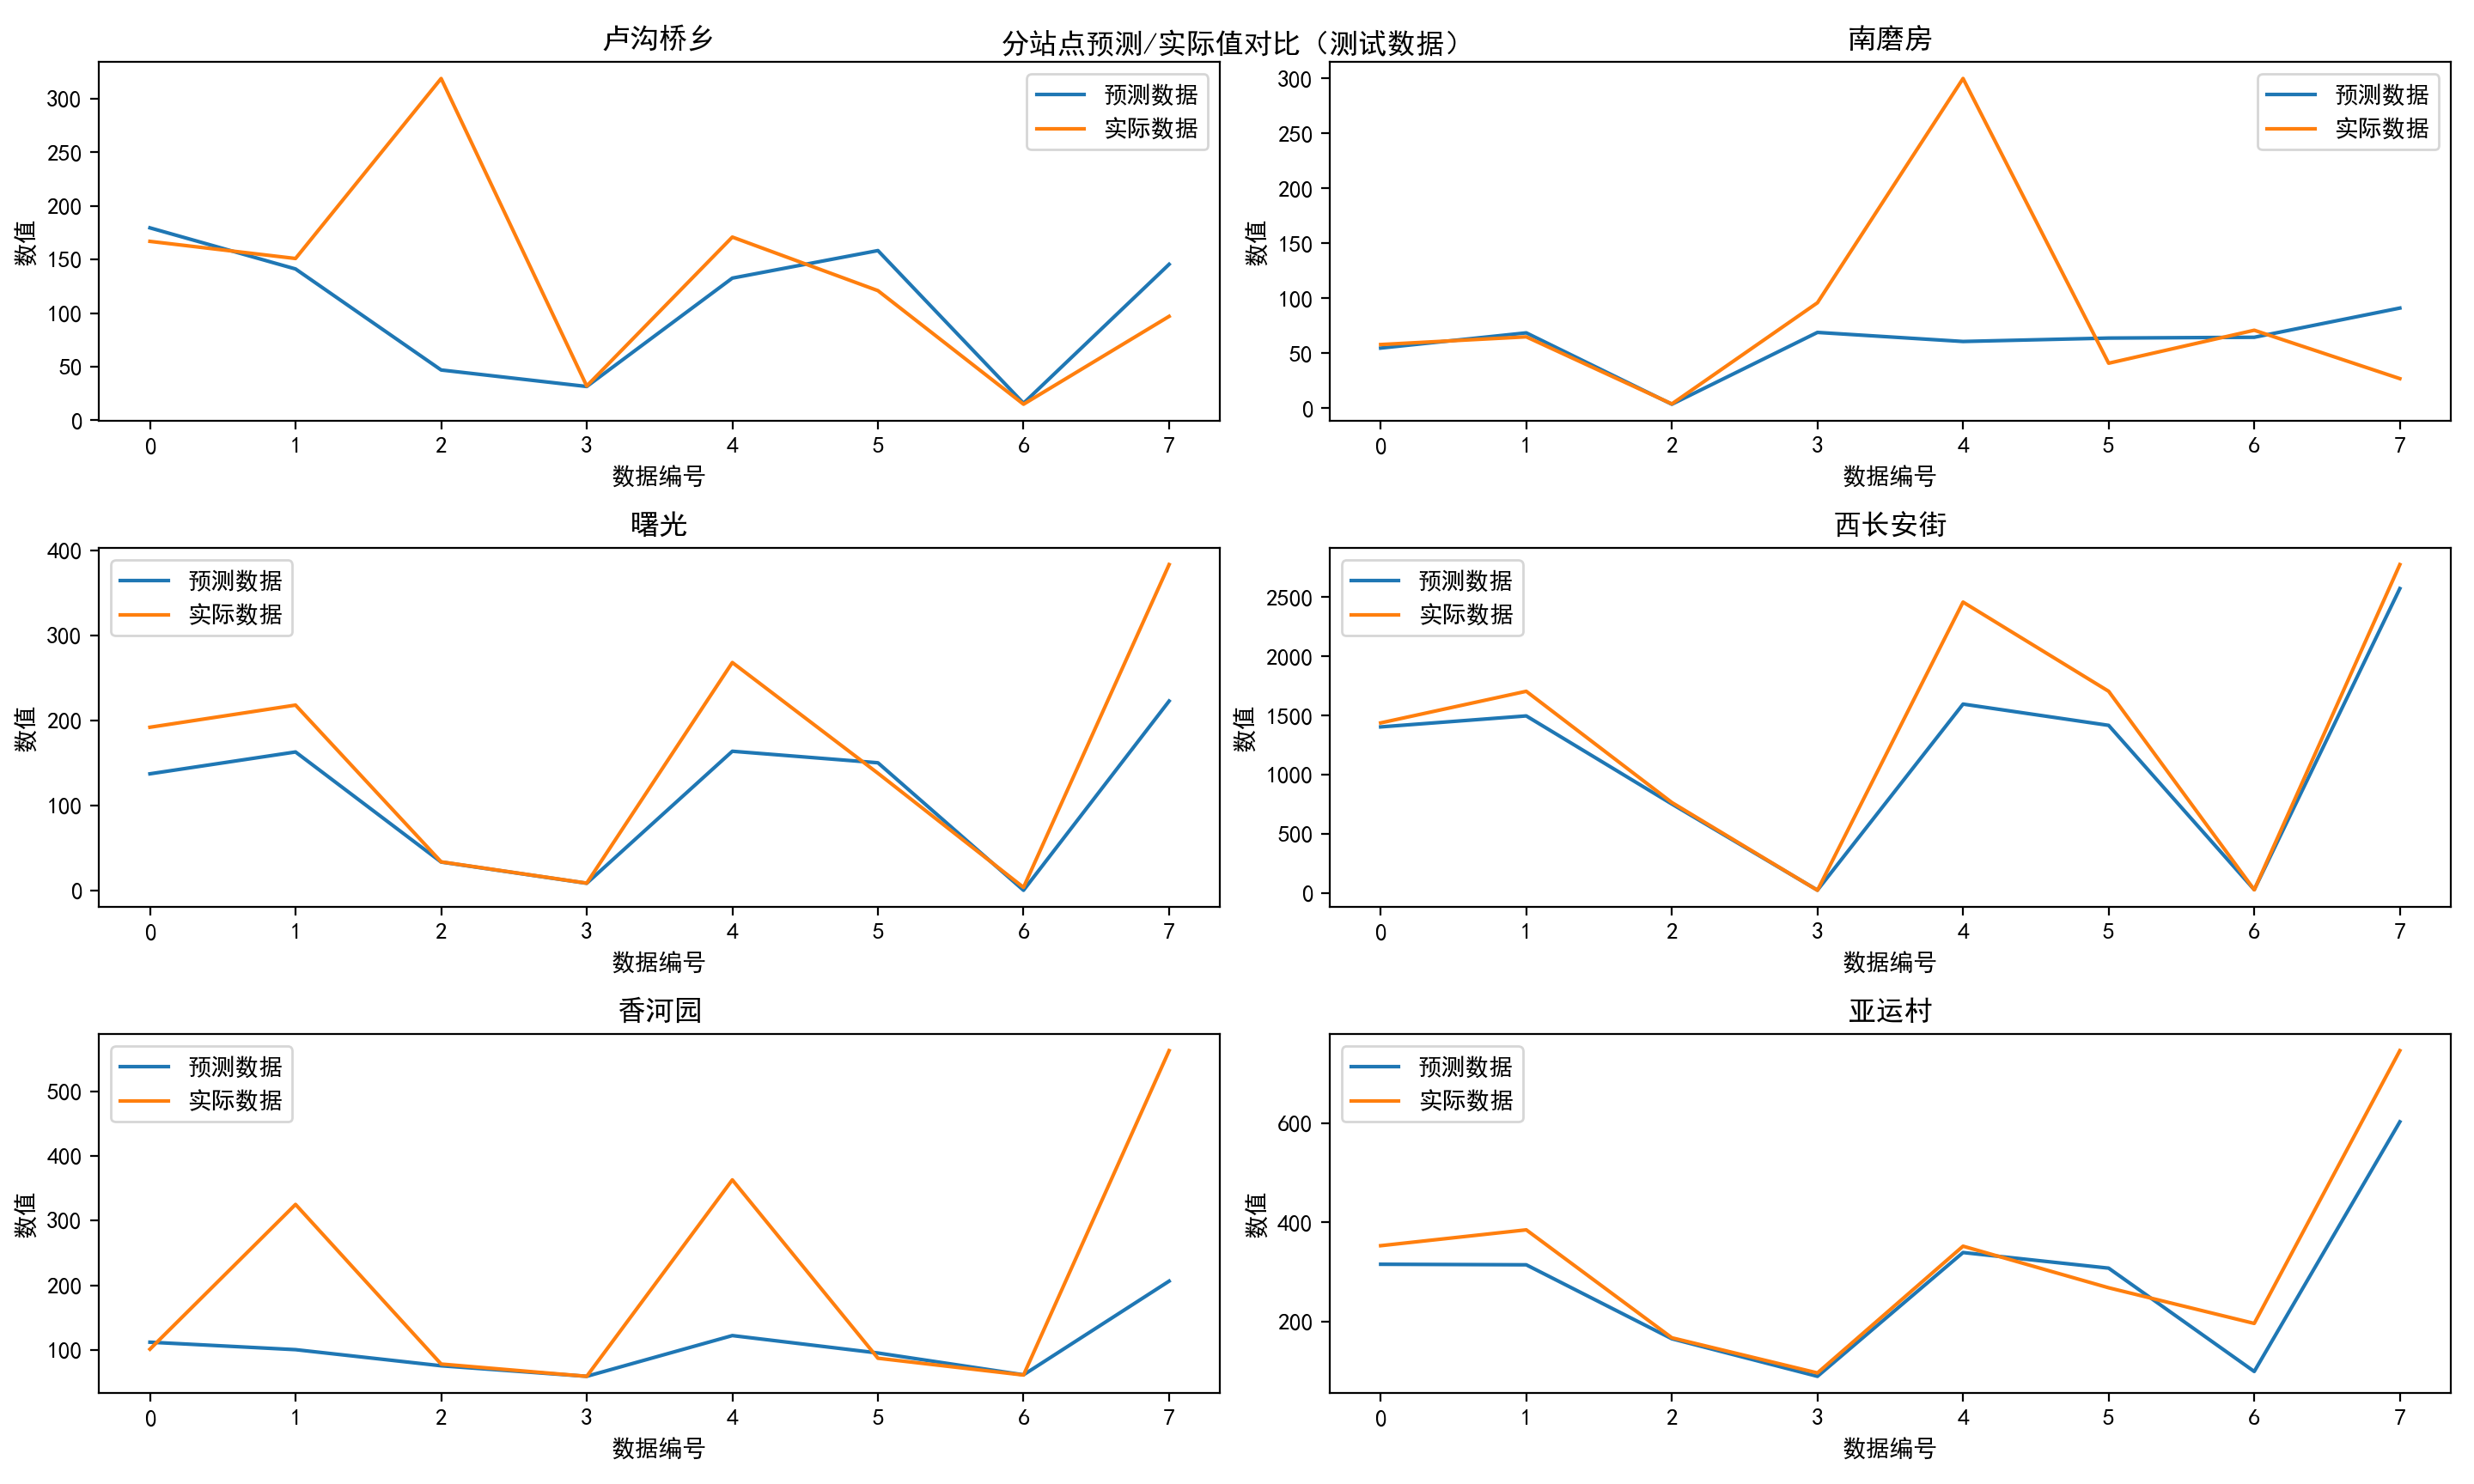 分站点预测/实际值对比（测试数据）
卢沟桥乡
预测数据
实际数据
数值
300
250
200
150
100
50
0
0 1 2 3 4 5 6 7
数据编号
南磨房
预测数据
实际数据
数值
300
250
200
150
100
50
0
0 1 2 3 4 5 6 7
数据编号
曙光
预测数据
实际数据
数值
400
300
200
100
0
0 1 2 3 4 5 6 7
数据编号
西长安街
预测数据
实际数据
数值
2500
2000
1500
1000
500
0
0 1 2 3 4 5 6 7
数据编号
香河园
预测数据
实际数据
数值
500
400
300
200
100
0 1 2 3 4 5 6 7
数据编号
亚运村
预测数据
实际数据
数值
600
400
200
0 1 2 3 4 5 6 7
数据编号